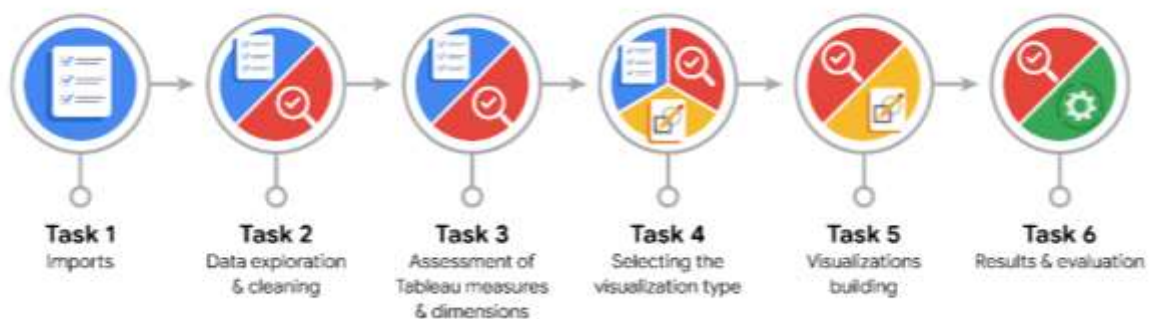 Task 1
Imports
Task 2
Data exploration
& cleaning
Task 3
Assessment of
Tableau measures
& dimensions
Task 4
Selecting the
visualization type
Task 5
Visualizations
building
Task 6
Results & evaluation